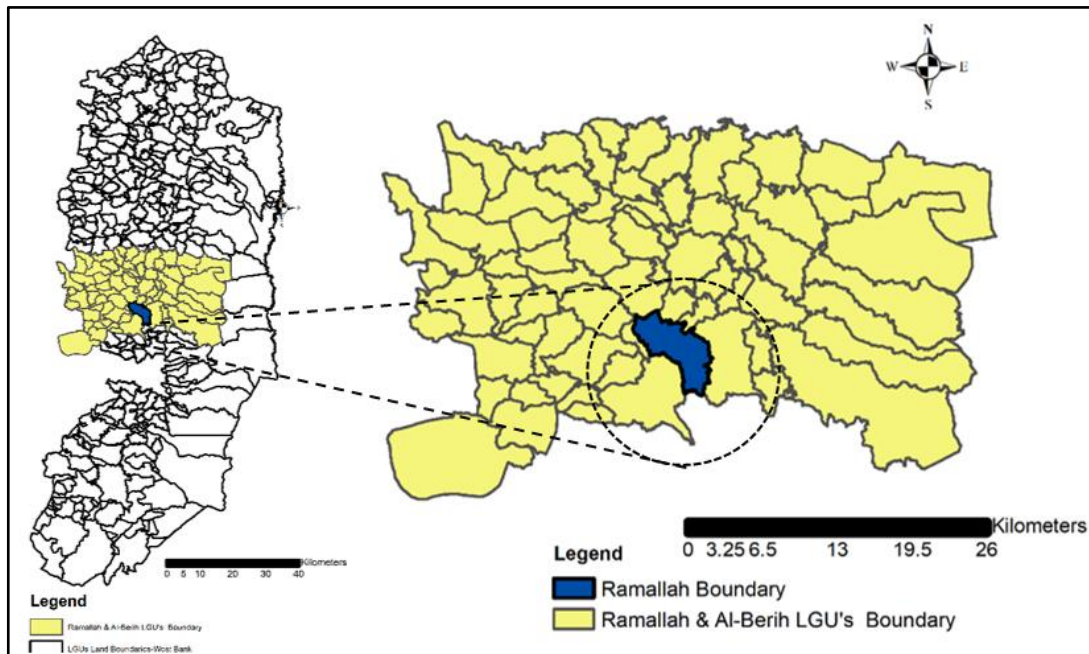 N
W E
S
Kilometers
0 5 10 20 30 40
Legend
Ramallah & Al-Berih LGU's Boundary
LGUs Land Boundaries-West Bank
Kilometers
0 3.25 6.5 13 19.5 26
Legend
Ramallah Boundary
Ramallah & Al-Berih LGU's Boundary